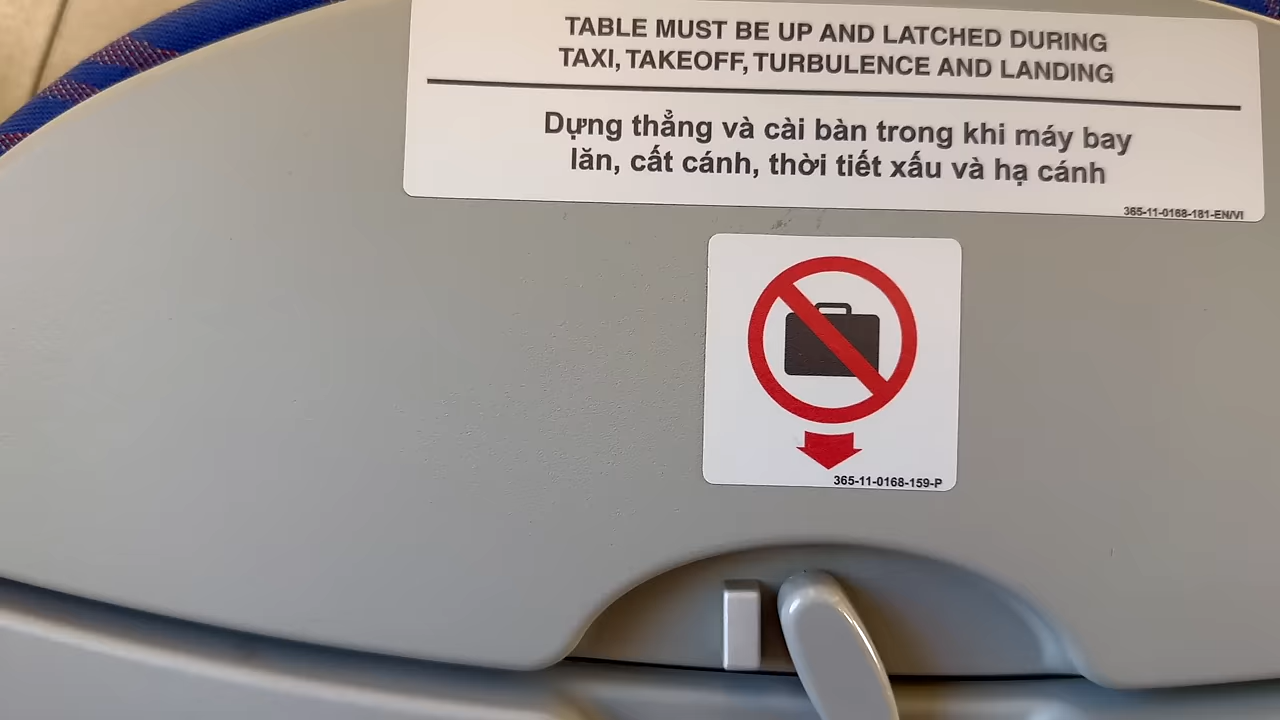 TABLE MUST BE UP AND LATCHED DURING
TAXI, TAKEOFF, TURBULENCE AND LANDING
Dựng thẳng và cài bàn trong khi máy bay
lăn, cất cánh, thời tiết xấu và hạ cánh
365-11-0168-181-EN/VI
365-11-0168-159-P